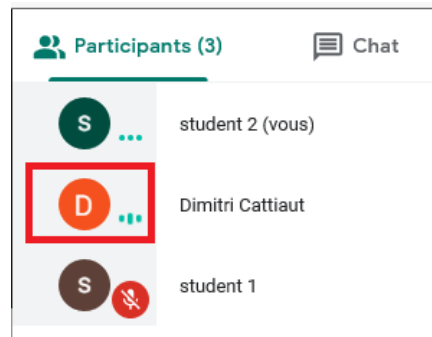 Participants (3) Chat
S student 2 (vous)
D Dimitri Cattiaut
S student 1